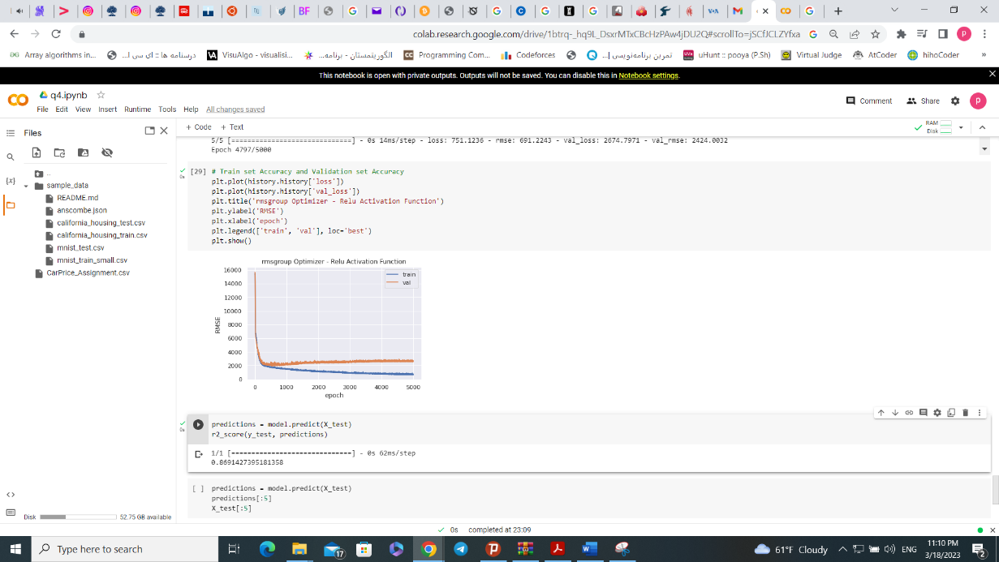 BF
VOA
colab.research.google.com/drive/1btrq-_hq9L_DsxrMTxCBcHzPAw4jDU2Q#scrollTo=jSCfJCLZYfxa
p
Array algorithms in...
درسنامه ها :: ای سی ا...
VisuAlgo - visualisi...
الگوریتمستان - برنامه...
Programming Com...
Codeforces
تمرین برنامه‌نویسی |...
uHunt :: pooya (P.Sh)
Virtual Judge
AtCoder
hihoCoder
»
This notebook is open with private outputs. Outputs will not be saved. You can disable this in Notebook settings.
q4.ipynb
File Edit View Insert Runtime Tools Help All changes saved
Comment
Share
p
Files
+ Code + Text
RAM
Disk
..
sample_data
README.md
anscombe.json
california_housing_test.csv
california_housing_train.csv
mnist_test.csv
mnist_train_small.csv
CarPrice_Assignment.csv
Disk 52.75 GB available
5/5 [==============================] - 0s 14ms/step - loss: 751.1236 - rmse: 691.2243 - val_loss: 2674.7971 - val_rmse: 2424.0032
Epoch 4797/5000
[29] # Train set Accuracy and Validation set Accuracy
0s
plt.plot(history.history['loss'])
plt.plot(history.history['val_loss'])
plt.title('rmsgroup Optimizer - Relu Activation Function')
plt.ylabel('RMSE')
plt.xlabel('epoch')
plt.legend(['train', 'val'], loc='best')
plt.show()
rmsgroup Optimizer - Relu Activation Function
16000
14000
12000
10000
8000
6000
4000
2000
0
RMSE
train
val
0 1000 2000 3000 4000 5000
epoch
0s
predictions = model.predict(X_test)
r2_score(y_test, predictions)
1/1 [==============================] - 0s 62ms/step
0.8691427395181358
[ ] predictions = model.predict(X_test)
predictions[:5]
X_test[:5]
0s completed at 23:09
Type here to search
17
61°F Cloudy
ENG
11:10 PM
3/18/2023
2